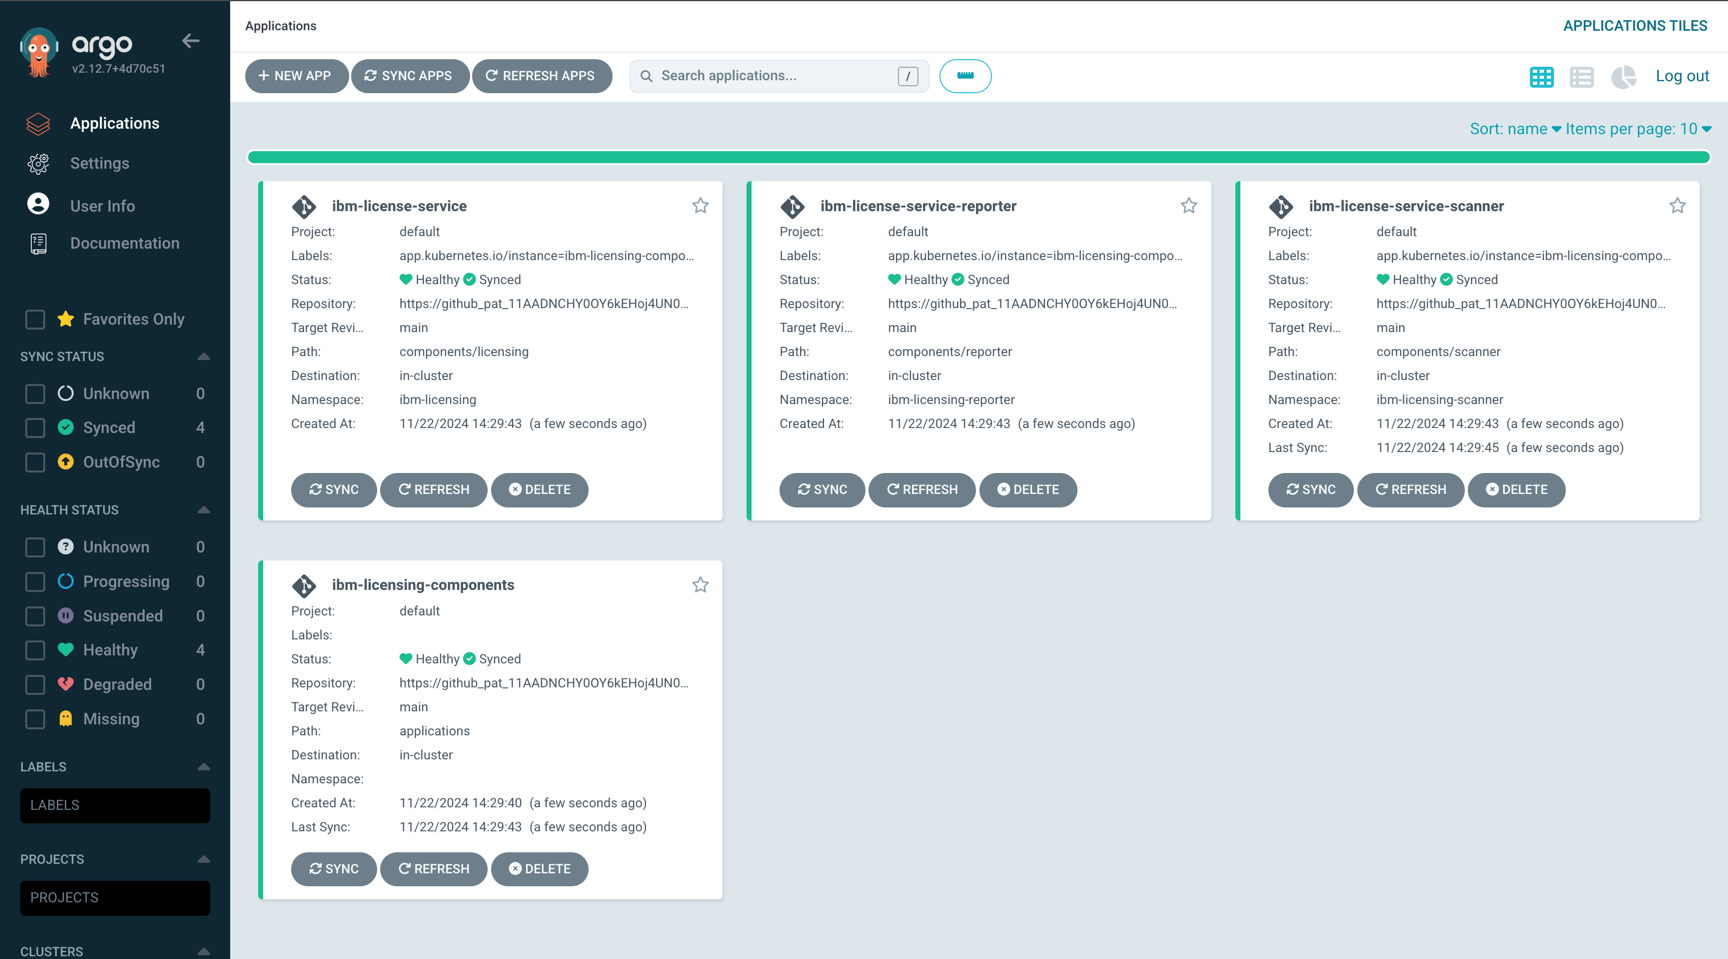 argo
v2.12.7+4d70c51
Applications
Settings
User Info
Documentation
Favorites Only
SYNC STATUS
Unknown 0
Synced 4
OutOfSync 0
HEALTH STATUS
Unknown 0
Progressing 0
Suspended 0
Healthy 4
Degraded 0
Missing 0
LABELS
LABELS
PROJECTS
PROJECTS
CLUSTERS
Applications
APPLICATIONS TILES
+ NEW APP SYNC APPS REFRESH APPS Search applications... / Log out
Sort: name Items per page: 10
ibm-license-service
Project: default
Labels: app.kubernetes.io/instance=ibm-licensing-compo...
Status: Healthy Synced
Repository: https://github_pat_11AADNCHY0OY6kEHoj4UN0...
Target Revi... main
Path: components/licensing
Destination: in-cluster
Namespace: ibm-licensing
Created At: 11/22/2024 14:29:43 (a few seconds ago)
SYNC REFRESH DELETE
ibm-license-service-reporter
Project: default
Labels: app.kubernetes.io/instance=ibm-licensing-compo...
Status: Healthy Synced
Repository: https://github_pat_11AADNCHY0OY6kEHoj4UN0...
Target Revi... main
Path: components/reporter
Destination: in-cluster
Namespace: ibm-licensing-reporter
Created At: 11/22/2024 14:29:43 (a few seconds ago)
SYNC REFRESH DELETE
ibm-license-service-scanner
Project: default
Labels: app.kubernetes.io/instance=ibm-licensing-compo...
Status: Healthy Synced
Repository: https://github_pat_11AADNCHY0OY6kEHoj4UN0...
Target Revi... main
Path: components/scanner
Destination: in-cluster
Namespace: ibm-licensing-scanner
Created At: 11/22/2024 14:29:43 (a few seconds ago)
Last Sync: 11/22/2024 14:29:45 (a few seconds ago)
SYNC REFRESH DELETE
ibm-licensing-components
Project: default
Labels:
Status: Healthy Synced
Repository: https://github_pat_11AADNCHY0OY6kEHoj4UN0...
Target Revi... main
Path: applications
Destination: in-cluster
Namespace:
Created At: 11/22/2024 14:29:40 (a few seconds ago)
Last Sync: 11/22/2024 14:29:43 (a few seconds ago)
SYNC REFRESH DELETE